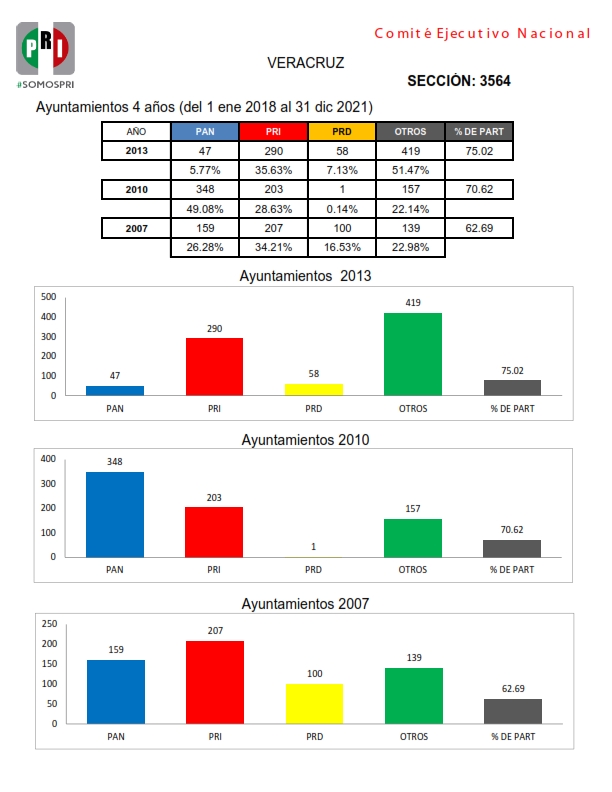 Comité Ejecutivo Nacional
PRI
#SOMOSPRI
VERACRUZ
SECCIÓN: 3564
Ayuntamientos 4 años (del 1 ene 2018 al 31 dic 2021)
AÑO PAN PRI PRD OTROS % DE PART
2013 47 290 58 419 75.02
5.77% 35.63% 7.13% 51.47%
2010 348 203 1 157 70.62
49.08% 28.63% 0.14% 22.14%
2007 159 207 100 139 62.69
26.28% 34.21% 16.53% 22.98%
Ayuntamientos 2013
500
400
300
200
100
0
47 290 58 419 75.02
PAN PRI PRD OTROS % DE PART
Ayuntamientos 2010
400
300
200
100
0
348 203 1 157 70.62
PAN PRI PRD OTROS % DE PART
Ayuntamientos 2007
250
200
150
100
50
0
159 207 100 139 62.69
PAN PRI PRD OTROS % DE PART